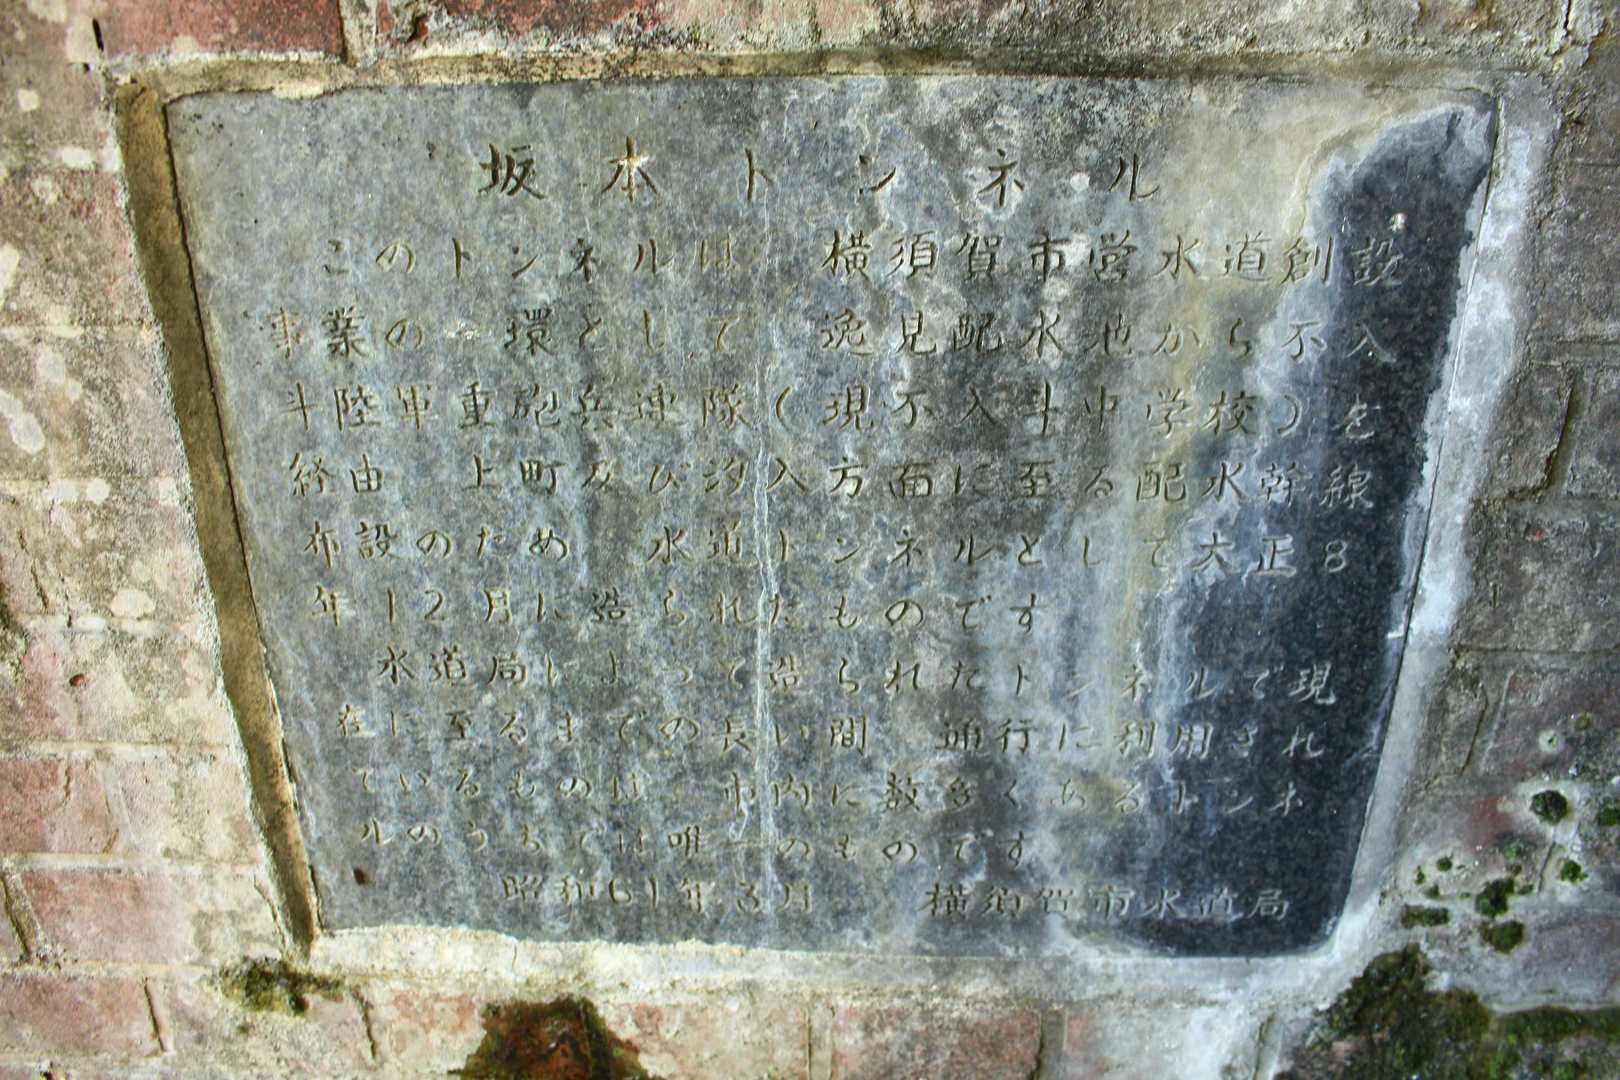 坂本トンネル
このトンネルは 横須賀市営水道創設
事業の一環として 逸見配水池から不入
斗陸軍重砲兵連隊(現不入斗中学校)を
経由 上町及び汐入方面に至る配水幹線
布設のため 水道トンネルとして大正8
年12月に造られたものです
水道局によって造られたトンネルで現
在に至るまでの長い間 通行に利用され
ているものは 市内に数多くあるトンネ
ルのうちでは唯一のものです
昭和61年3月 横須賀市水道局